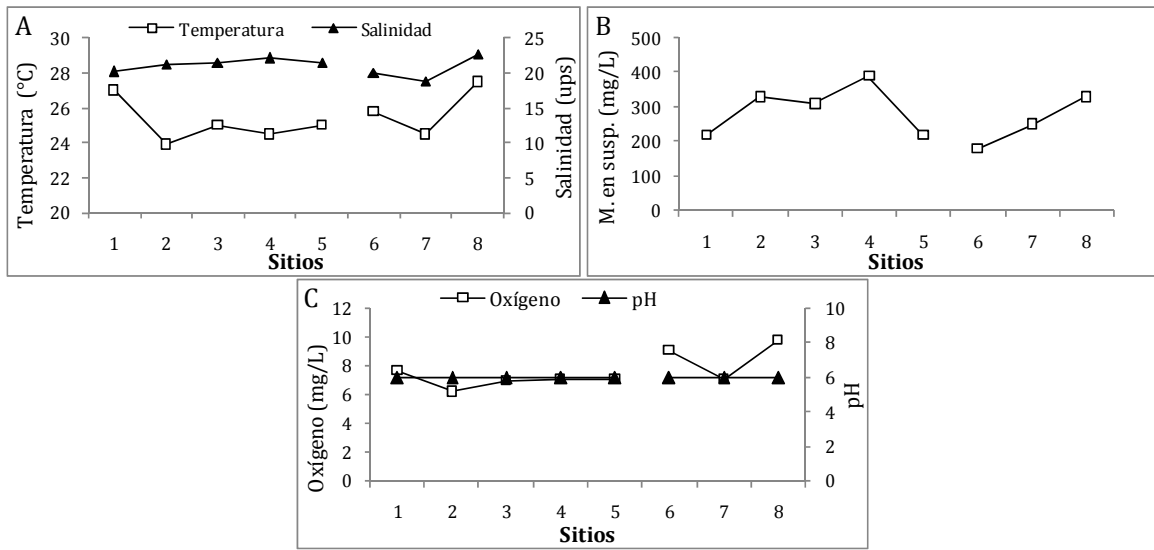 A
Temperatura
Salinidad
30
28
26
24
22
20
Temperatura (°C)
25
20
15
10
5
0
Salinidad (ups)
1 2 3 4 5 6 7 8
Sitios
B
500
400
300
200
100
0
M. en susp. (mg/L)
1 2 3 4 5 6 7 8
Sitios
C
Oxígeno
pH
12
10
8
6
4
2
0
Oxígeno (mg/L)
10
8
6
4
2
0
pH
1 2 3 4 5 6 7 8
Sitios